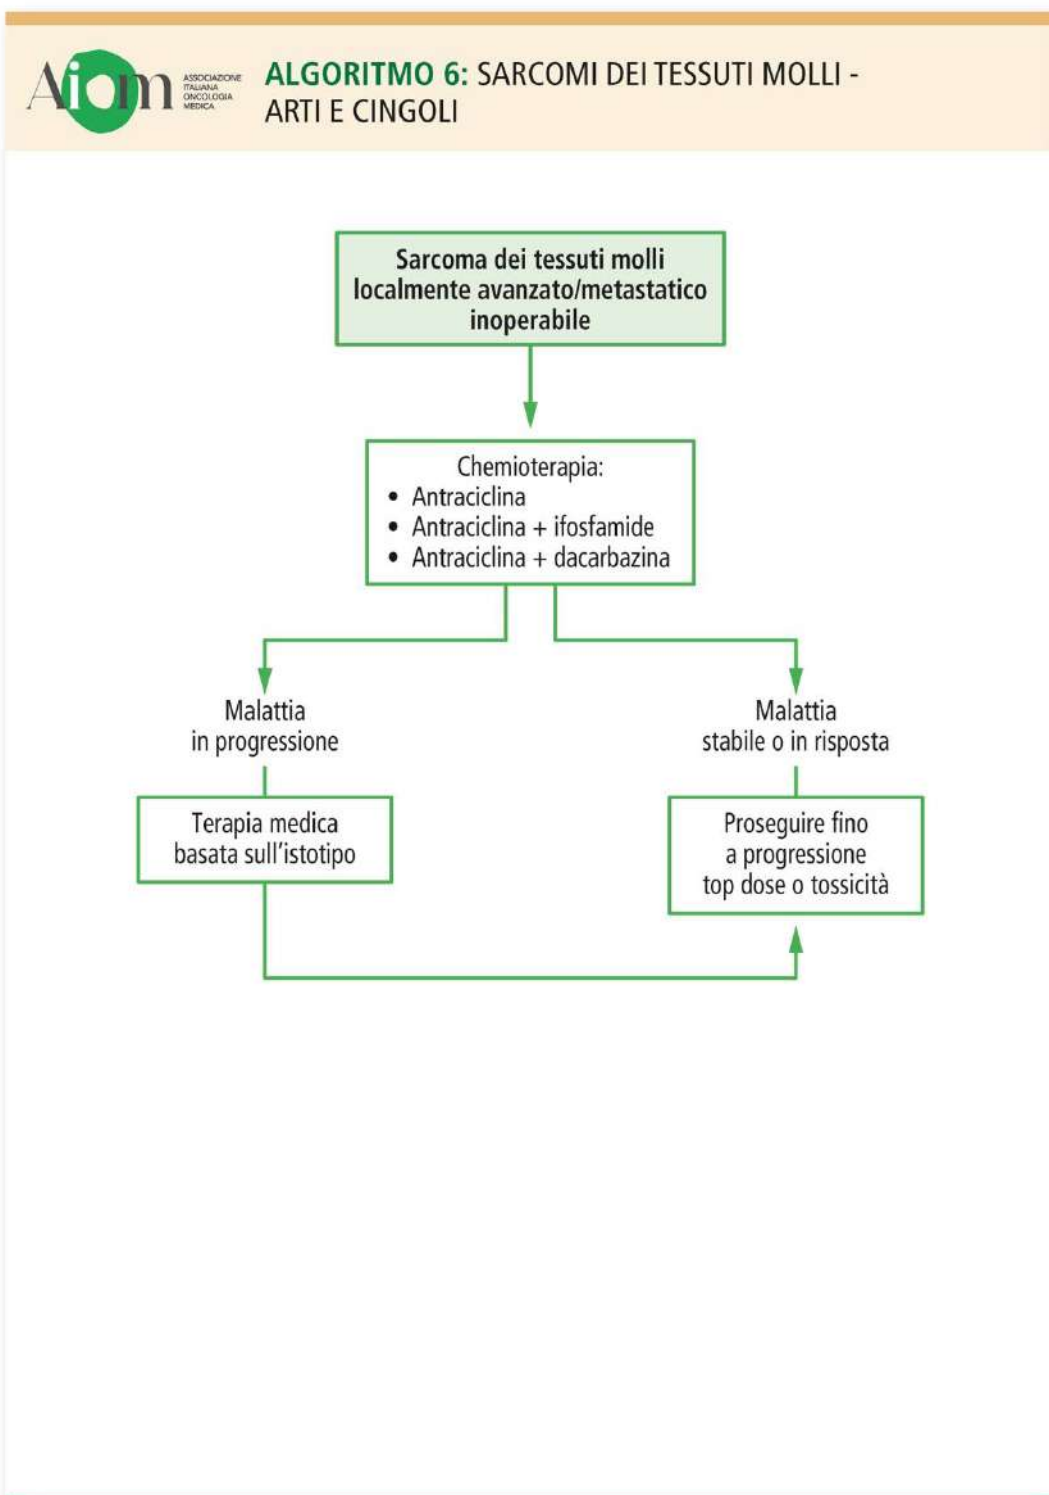 Aiom
ASSOCIAZIONE
ITALIANA
ONCOLOGIA
MEDICA
ALGORITMO 6: SARCOMI DEI TESSUTI MOLLI -
ARTI E CINGOLI
Sarcoma dei tessuti molli
localmente avanzato/metastatico
inoperabile
Chemioterapia:
• Antraciclina
• Antraciclina + ifosfamide
• Antraciclina + dacarbazina
Malattia
in progressione
Malattia
stabile o in risposta
Terapia medica
basata sull'istotipo
Proseguire fino
a progressione
top dose o tossicità